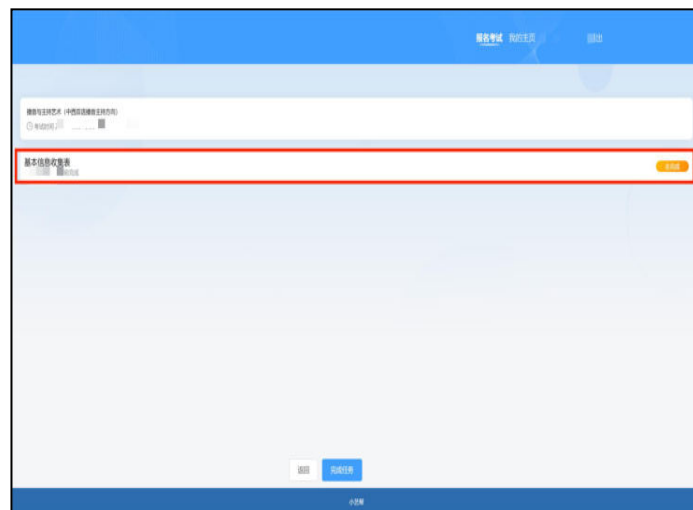 报名考试 我的主页 退出
播音与主持艺术（中西双语播音主持方向）
考试时间
基本信息收集表
未完成
返回 完成任务
小艺帮